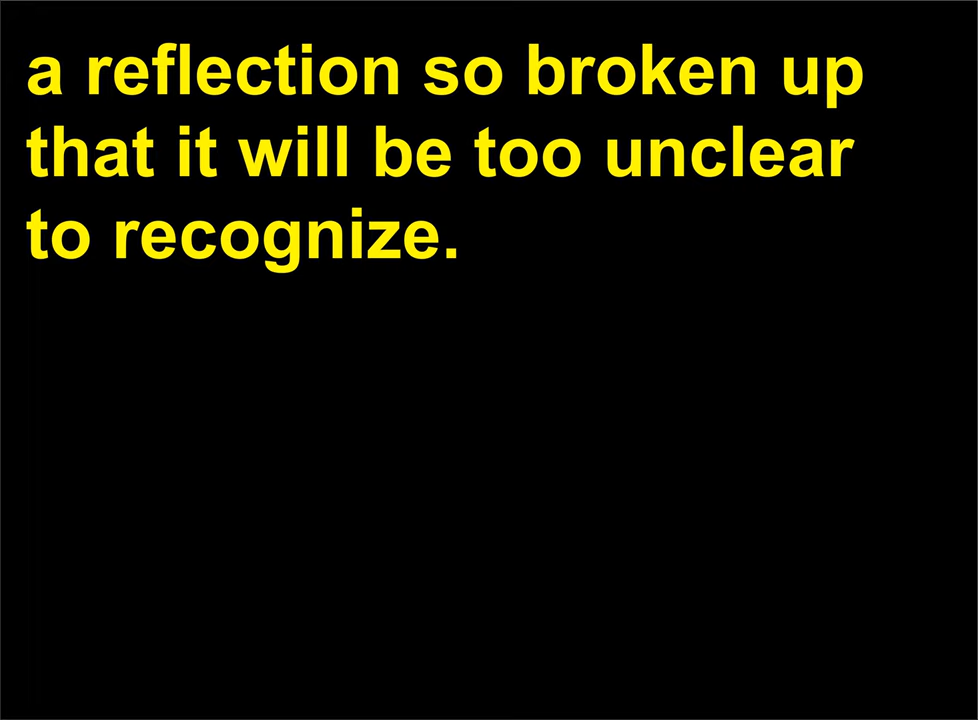 a reflection so broken up
that it will be too unclear
to recognize.